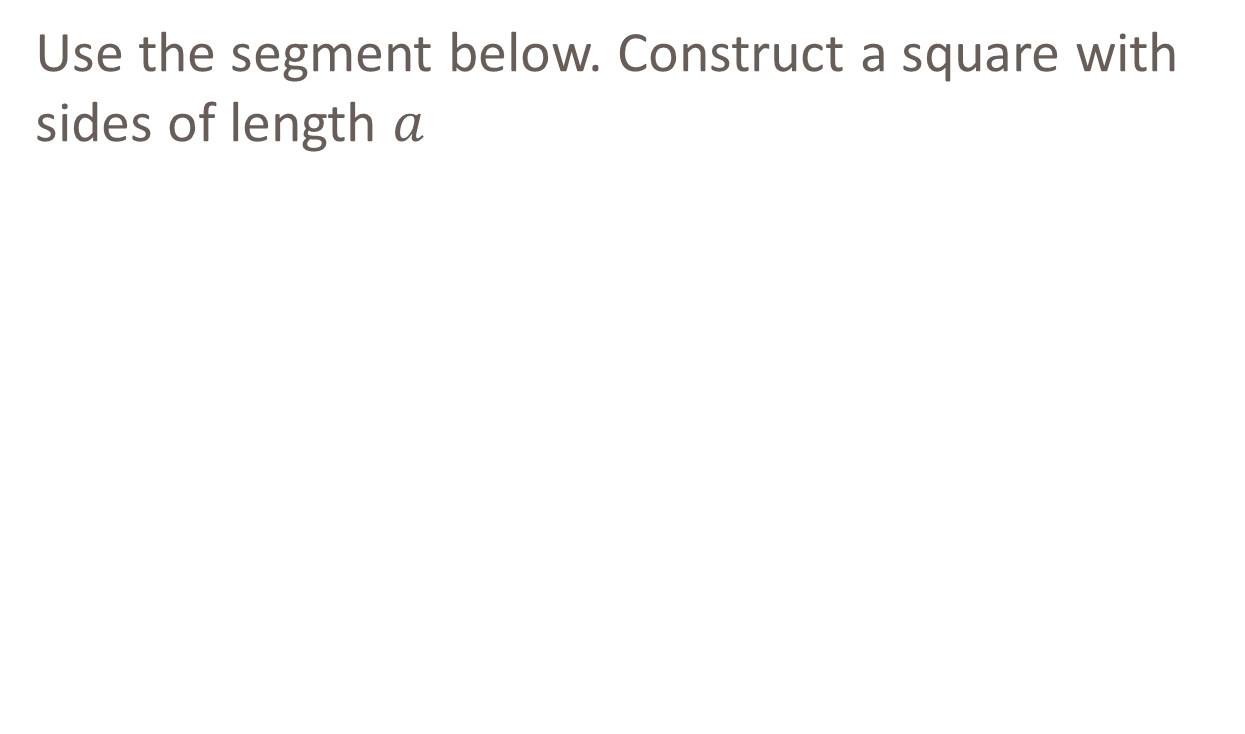 Use the segment below. Construct a square with
sides of length a